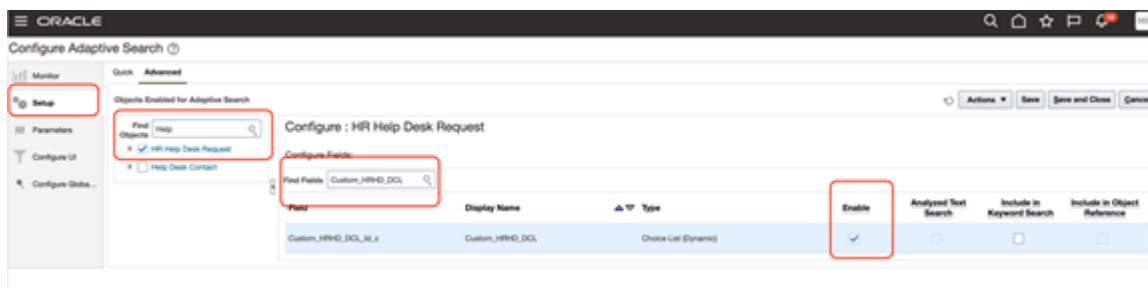 ORACLE
Configure Adaptive Search
Monitor
Setup
Parameters
Configure UI
Configure Globa...
Quick Advanced
Objects Enabled for Adaptive Search
Actions Save Save and Close Cance
Find Objects Help
HR Help Desk Request
Help Desk Contact
Configure : HR Help Desk Request
Configure Fields:
Find Fields Custom_HRHD_DCL
Field Display Name Type Enable Analyzed Text Search Include in Keyword Search Include in Object Reference
Custom_HRHD_DCL_Id_c Custom_HRHD_DCL Choice List (Dynamic)